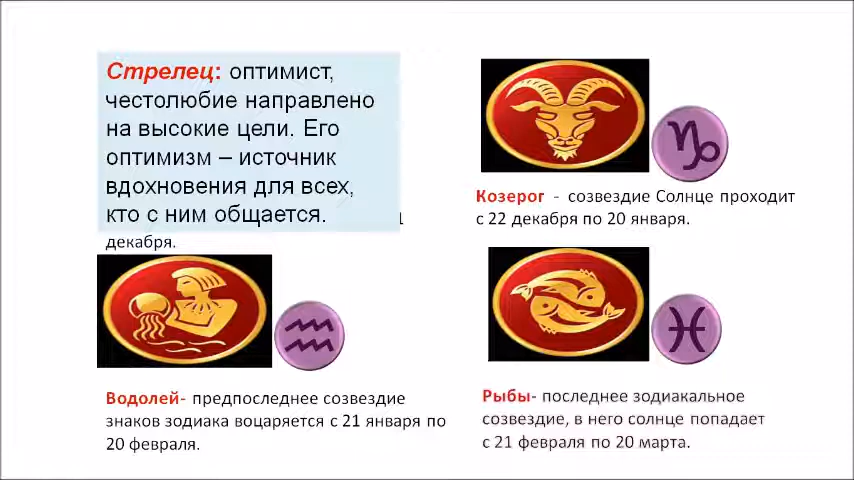 Стрелец: оптимист,
честолюбие направлено
на высокие цели. Его
оптимизм – источник
вдохновения для всех,
кто с ним общается.
декабря.
Козерог - созвездие Солнце проходит
с 22 декабря по 20 января.
Водолей- предпоследнее созвездие
знаков зодиака воцаряется с 21 января по
20 февраля.
Рыбы- последнее зодиакальное
созвездие, в него солнце попадает
с 21 февраля по 20 марта.